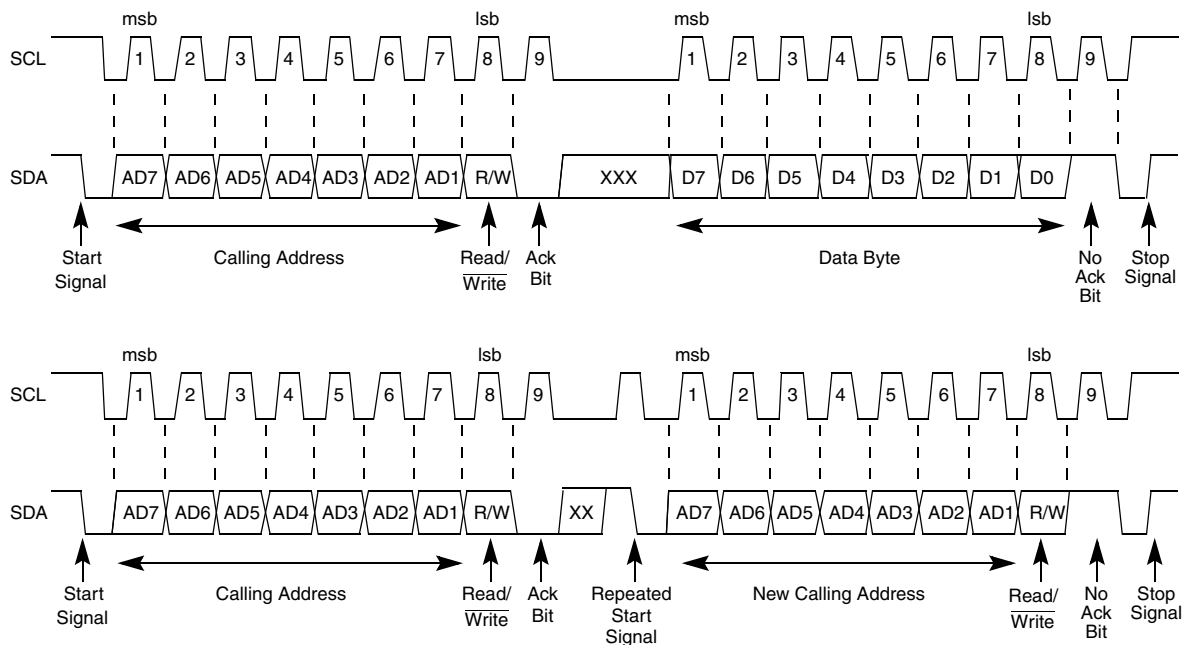 msb lsb msb lsb
SCL 1 2 3 4 5 6 7 8 9 1 2 3 4 5 6 7 8 9
SDA AD7 AD6 AD5 AD4 AD3 AD2 AD1 R/W XXX D7 D6 D5 D4 D3 D2 D1 D0
Start Signal
Calling Address
Read/Write
Ack Bit
Data Byte
No Ack Bit
Stop Signal
msb lsb msb lsb
SCL 1 2 3 4 5 6 7 8 9 1 2 3 4 5 6 7 8 9
SDA AD7 AD6 AD5 AD4 AD3 AD2 AD1 R/W XX AD7 AD6 AD5 AD4 AD3 AD2 AD1 R/W
Start Signal
Calling Address
Read/Write
Ack Bit
Repeated Start Signal
New Calling Address
Read/Write
No Ack Bit
Stop Signal